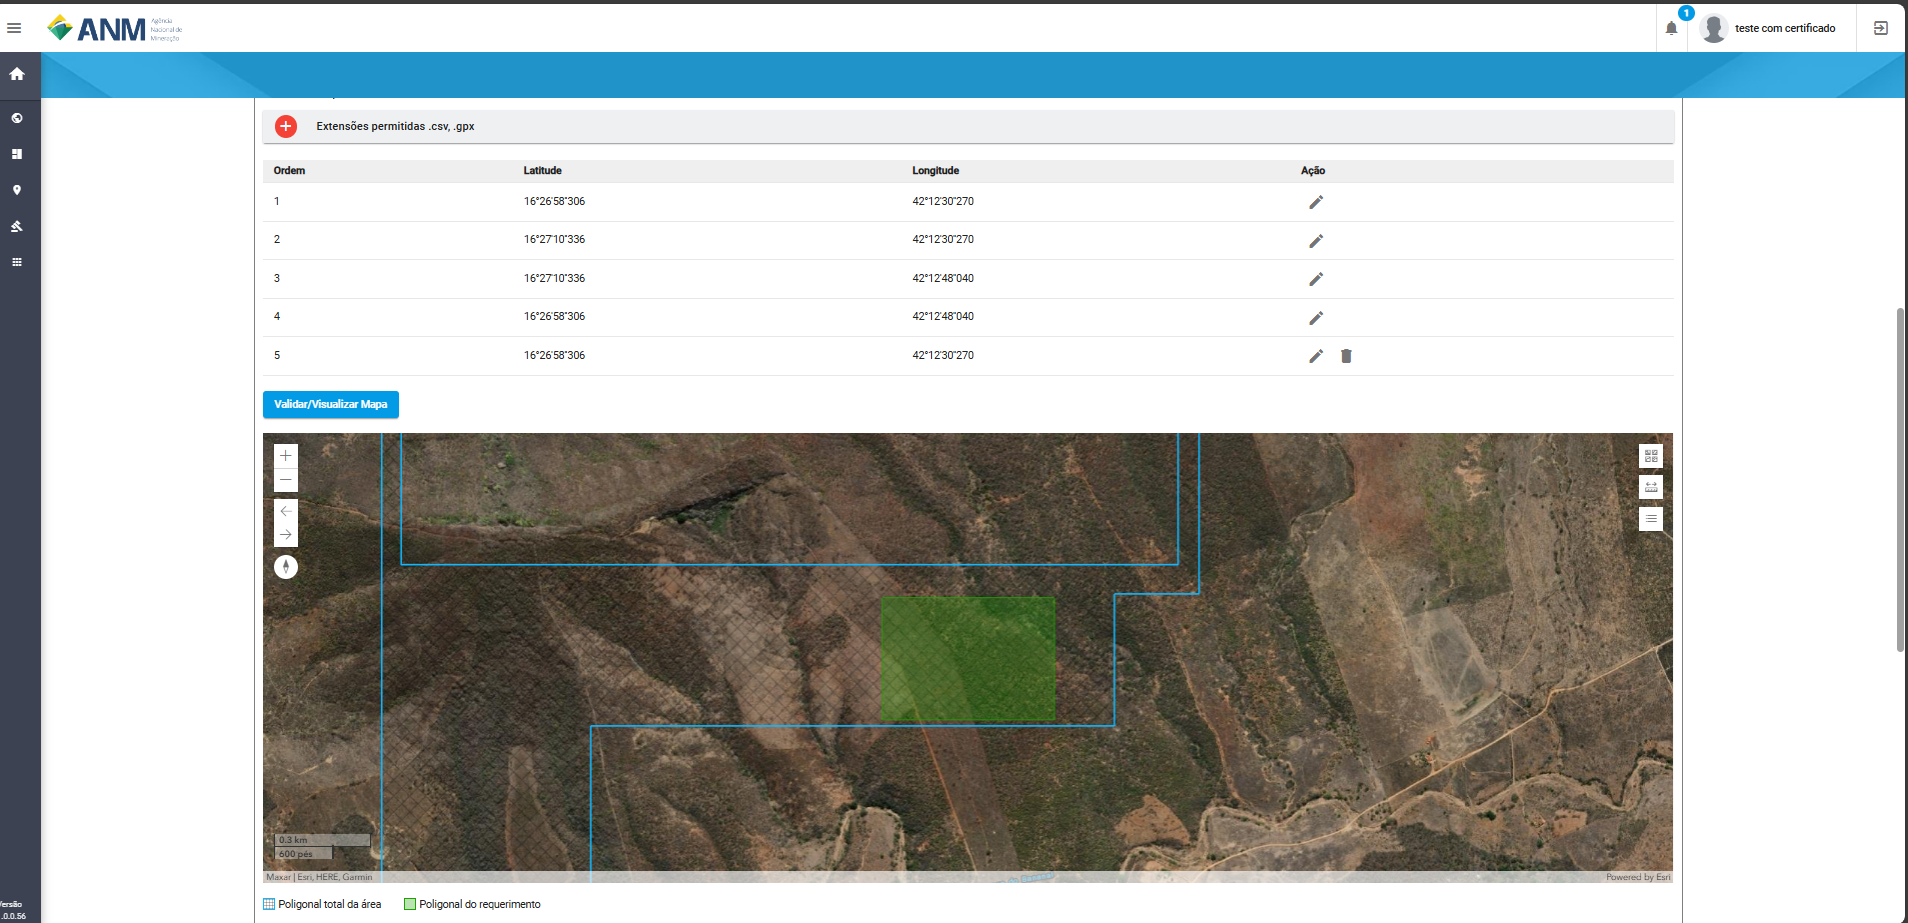 ANM
Agência
Nacional de
Mineração
1
teste com certificado
Extensões permitidas .csv, .gpx
Ordem Latitude Longitude Ação
1 16°26'58"306 42°12'30"270
2 16°27'10"336 42°12'30"270
3 16°27'10"336 42°12'48"040
4 16°26'58"306 42°12'48"040
5 16°26'58"306 42°12'30"270
Validar/Visualizar Mapa
0.3 km
600 pés
Maxar | Esri, HERE, Garmin
Powered by Esri
Poligonal total da área
Poligonal do requerimento
ersão
.0.0.56